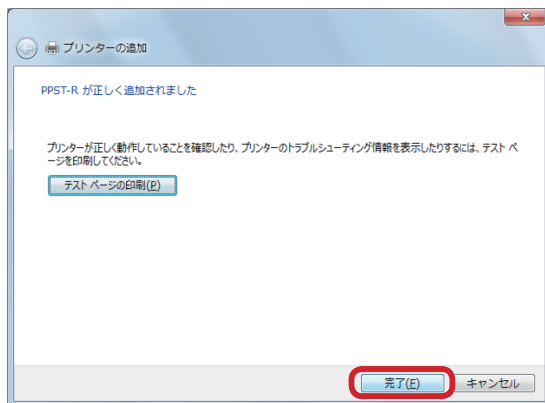 プリンターの追加
PPST-R が正しく追加されました
プリンターが正しく動作していることを確認したり、プリンターのトラブルシューティング情報を表示したりするには、テスト ペ
ージを印刷してください。
テスト ページの印刷(P)
完了(F)
キャンセル